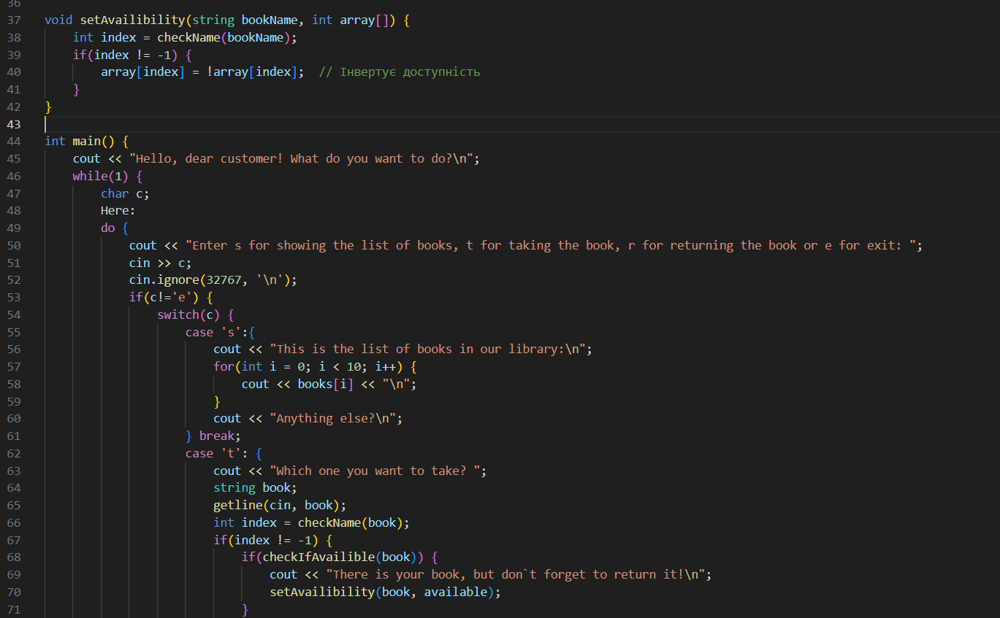 36
37 void setAvailibility(string bookName, int array[]) {
38 int index = checkName(bookName);
39 if(index != -1) {
40 array[index] = !array[index];  // Інвертує доступність
41 }
42 }
43
44 int main() {
45 cout << "Hello, dear customer! What do you want to do?\n";
46 while(1) {
47 char c;
48 Here:
49 do {
50 cout << "Enter s for showing the list of books, t for taking the book, r for returning the book or e for exit: ";
51 cin >> c;
52 cin.ignore(32767, '\n');
53 if(c!='e') {
54 switch(c) {
55 case 's':{
56 cout << "This is the list of books in our library:\n";
57 for(int i = 0; i < 10; i++) {
58 cout << books[i] << "\n";
59 }
60 cout << "Anything else?\n";
61 } break;
62 case 't': {
63 cout << "Which one you want to take? ";
64 string book;
65 getline(cin, book);
66 int index = checkName(book);
67 if(index != -1) {
68 if(checkIfAvailible(book)) {
69 cout << "There is your book, but don`t forget to return it!\n";
70 setAvailibility(book, available);
71 }